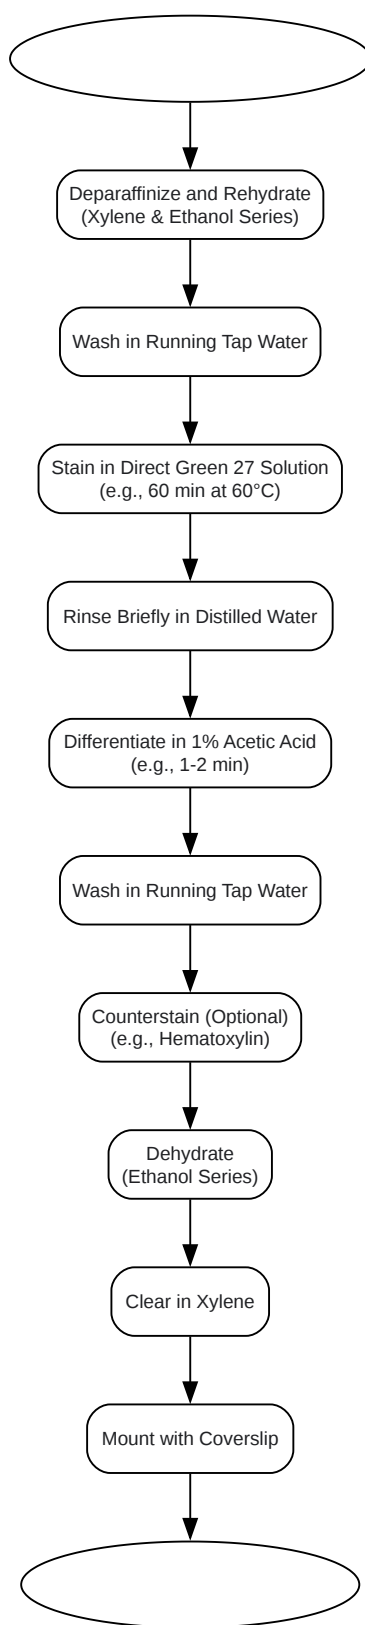 Deparaffinize and Rehydrate
(Xylene & Ethanol Series)
Wash in Running Tap Water
Stain in Direct Green 27 Solution
(e.g., 60 min at 60°C)
Rinse Briefly in Distilled Water
Differentiate in 1% Acetic Acid
(e.g., 1-2 min)
Wash in Running Tap Water
Counterstain (Optional)
(e.g., Hematoxylin)
Dehydrate
(Ethanol Series)
Clear in Xylene
Mount with Coverslip